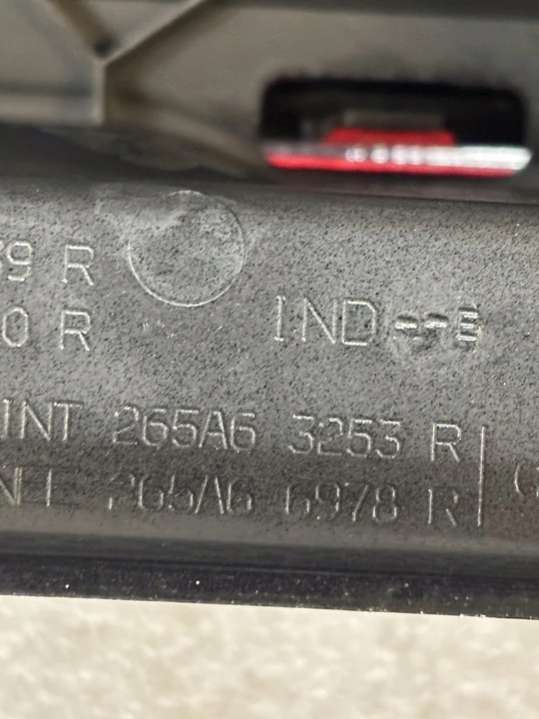 9 R
0 R
IND --E
INT 265A6 3253 R
265A6 6978 R